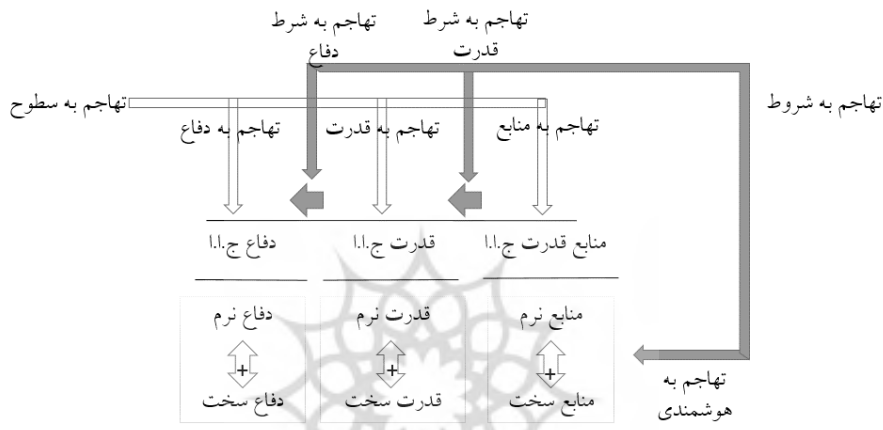 تهاجم به شرط
قدرت
تهاجم به شرط
دفاع
تهاجم به شروط
تهاجم به سطوح
تهاجم به منابع
تهاجم به قدرت
تهاجم به دفاع
منابع قدرت ج.ا.ا
قدرت ج.ا.ا
دفاع ج.ا.ا
منابع نرم
قدرت نرم
دفاع نرم
+
+
+
منابع سخت
قدرت سخت
دفاع سخت
تهاجم به
هوشمندی